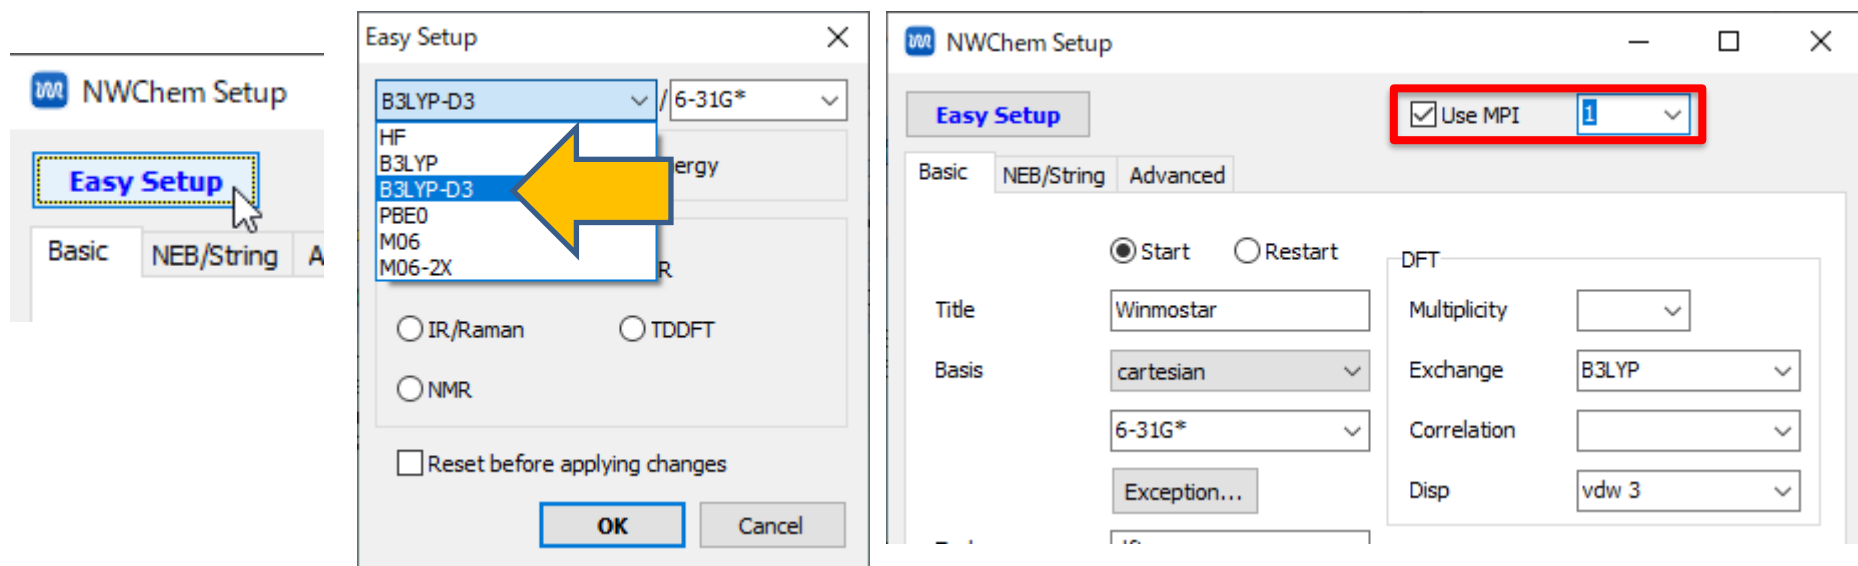 NWChem Setup
Easy Setup
Basic
NEB/String
A
Easy Setup
B3LYP-D3
/
6-31G*
HF
B3LYP
B3LYP-D3
PBE0
M06
M06-2X
ergy
R
IR/Raman
TDDFT
NMR
Reset before applying changes
OK
Cancel
NWChem Setup
Easy Setup
Use MPI
1
Basic
NEB/String
Advanced
Start
Restart
DFT
Title
Winmostar
Multiplicity
Basis
cartesian
Exchange
B3LYP
6-31G*
Correlation
Exception...
Disp
vdw 3